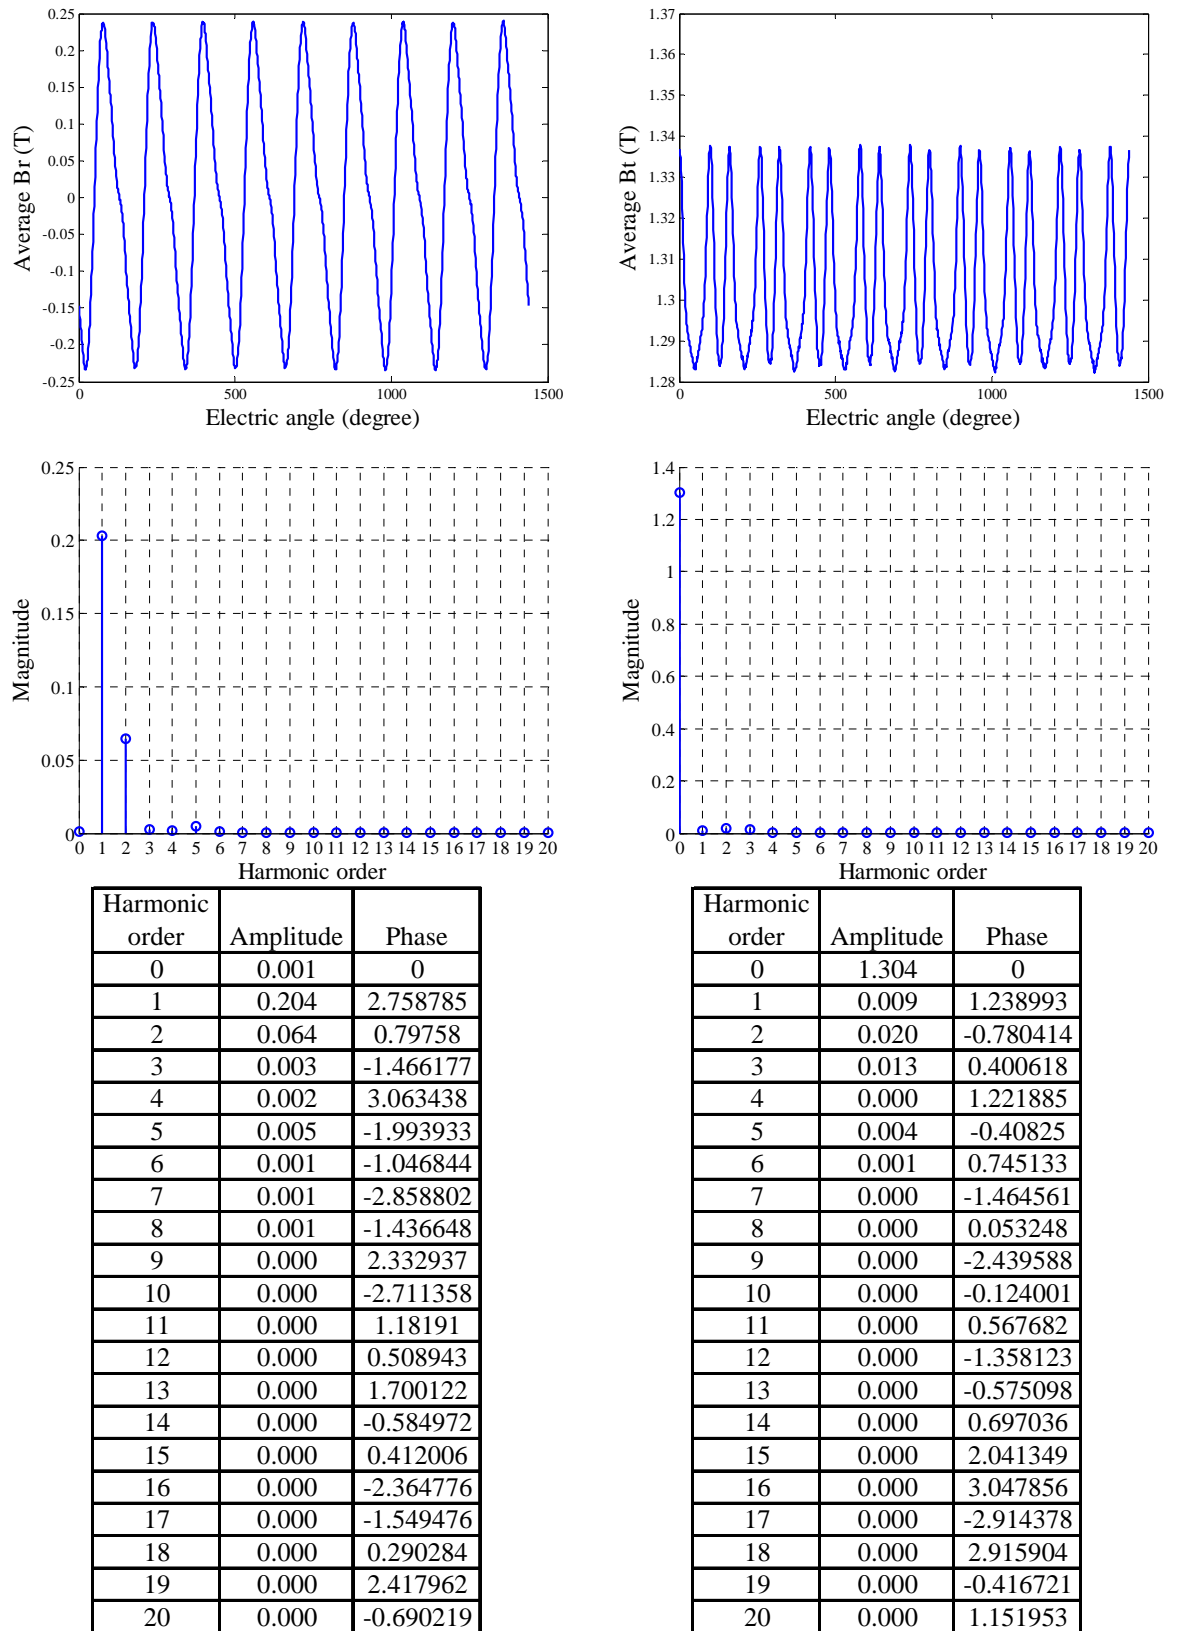 0.25
0.2
0.15
0.1
0.05
0
-0.05
-0.1
-0.15
-0.2
-0.25
Average Br (T)
0 500 1000 1500
Electric angle (degree)
1.37
1.36
1.35
1.34
1.33
1.32
1.31
1.3
1.29
1.28
Average Bt (T)
0 500 1000 1500
Electric angle (degree)
0.25
0.2
0.15
0.1
0.05
0
Magnitude
0 1 2 3 4 5 6 7 8 9 10 11 12 13 14 15 16 17 18 19 20
Harmonic order
1.4
1.2
1
0.8
0.6
0.4
0.2
0
Magnitude
0 1 2 3 4 5 6 7 8 9 10 11 12 13 14 15 16 17 18 19 20
Harmonic order
Harmonic
order Amplitude Phase
0 0.001 0
1 0.204 2.758785
2 0.064 0.79758
3 0.003 -1.466177
4 0.002 3.063438
5 0.005 -1.993933
6 0.001 -1.046844
7 0.001 -2.858802
8 0.001 -1.436648
9 0.000 2.332937
10 0.000 -2.711358
11 0.000 1.18191
12 0.000 0.508943
13 0.000 1.700122
14 0.000 -0.584972
15 0.000 0.412006
16 0.000 -2.364776
17 0.000 -1.549476
18 0.000 0.290284
19 0.000 2.417962
20 0.000 -0.690219
Harmonic
order Amplitude Phase
0 1.304 0
1 0.009 1.238993
2 0.020 -0.780414
3 0.013 0.400618
4 0.000 1.221885
5 0.004 -0.40825
6 0.001 0.745133
7 0.000 -1.464561
8 0.000 0.053248
9 0.000 -2.439588
10 0.000 -0.124001
11 0.000 0.567682
12 0.000 -1.358123
13 0.000 -0.575098
14 0.000 0.697036
15 0.000 2.041349
16 0.000 3.047856
17 0.000 -2.914378
18 0.000 2.915904
19 0.000 -0.416721
20 0.000 1.151953